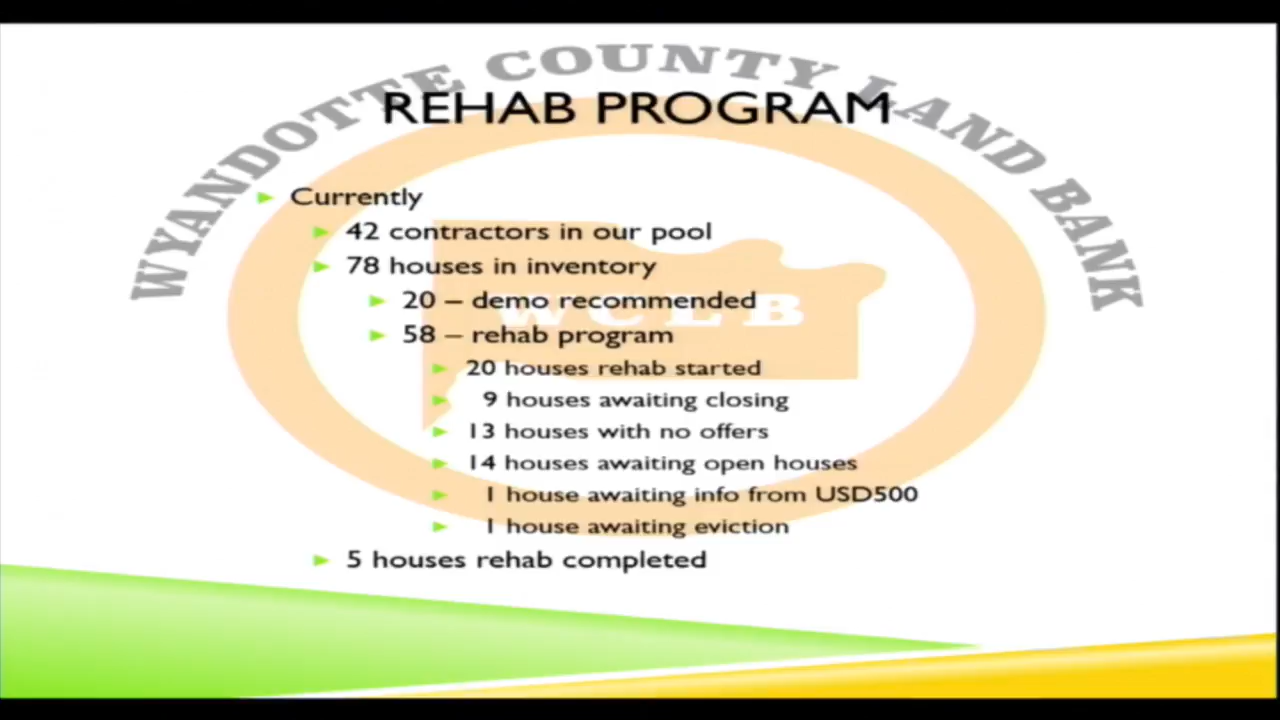 WYANDOTTE COUNTY LAND BANK
REHAB PROGRAM
Currently
42 contractors in our pool
78 houses in inventory
20 – demo recommended
WCLB
58 – rehab program
20 houses rehab started
9 houses awaiting closing
13 houses with no offers
14 houses awaiting open houses
1 house awaiting info from USD500
1 house awaiting eviction
5 houses rehab completed